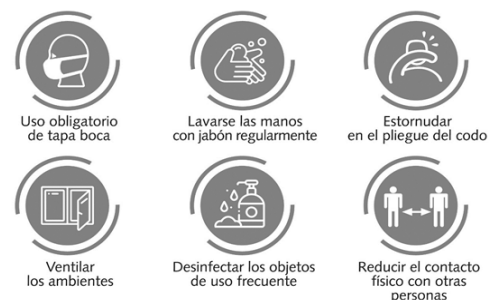 Uso obligatorio
de tapa boca
Lavarse las manos
con jabón regularmente
Estornudar
en el pliegue del codo
Ventilar
los ambientes
Desinfectar los objetos
de uso frecuente
Reducir el contacto
físico con otras
personas